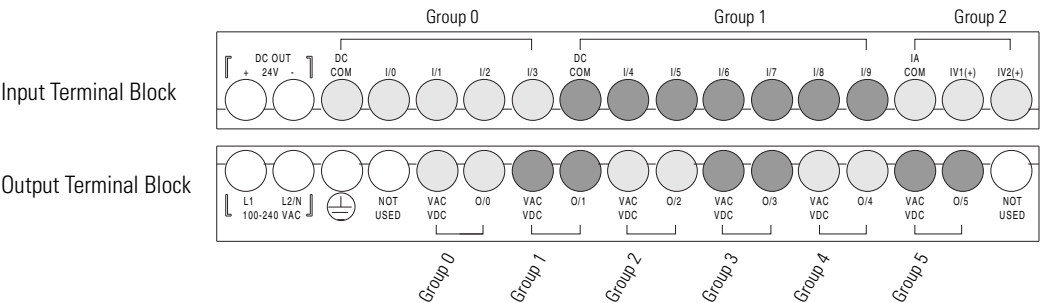 Group 0 Group 1 Group 2
DC OUT DC DC IA
+ 24V - COM I/0 I/1 I/2 I/3 COM I/4 I/5 I/6 I/7 I/8 I/9 COM IV1(+) IV2(+)
Input Terminal Block
Output Terminal Block
L1 L2/N NOT VAC O/0 VAC O/1 VAC O/2 VAC O/3 VAC O/4 VAC O/5 NOT
100-240 VAC USED VDC VDC VDC VDC VDC VDC USED
Group 0 Group 1 Group 2 Group 3 Group 4 Group 5